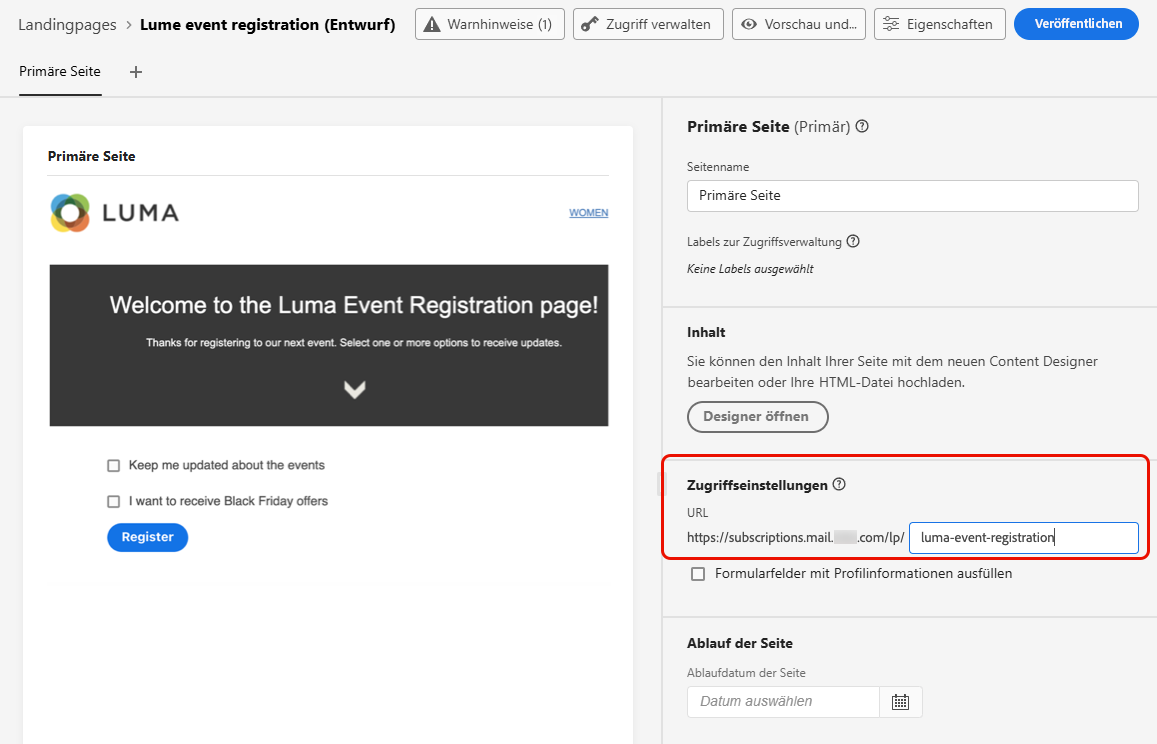 Landingpages > Lume event registration (Entwurf)
Warnhinweise (1)
Zugriff verwalten
Vorschau und...
Eigenschaften
Veröffentlichen
Primäre Seite +
Primäre Seite
LUMA
WOMEN
Welcome to the Luma Event Registration page!
Thanks for registering to our next event. Select one or more options to receive updates.
Keep me updated about the events
I want to receive Black Friday offers
Register
Primäre Seite (Primär)
Seitenname
Primäre Seite
Labels zur Zugriffsverwaltung
Keine Labels ausgewählt
Inhalt
Sie können den Inhalt Ihrer Seite mit dem neuen Content Designer
bearbeiten oder Ihre HTML-Datei hochladen.
Designer öffnen
Zugriffseinstellungen
URL
https://subscriptions.mail. .com/lp/ luma-event-registration
Formularfelder mit Profilinformationen ausfüllen
Ablauf der Seite
Ablaufdatum der Seite
Datum auswählen